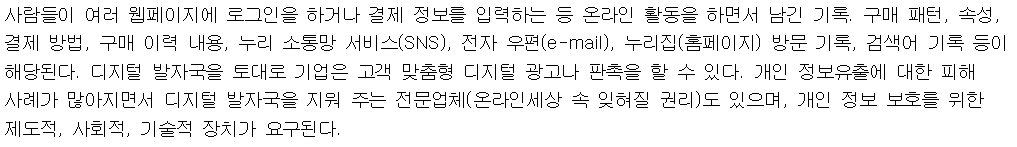 사람들이 여러 웹페이지에 로그인을 하거나 결제 정보를 입력하는 등 온라인 활동을 하면서 남긴 기록. 구매 패턴, 속성,
결제 방법, 구매 이력 내용, 누리 소통망 서비스(SNS), 전자 우편(e-mail), 누리집(홈페이지) 방문 기록, 검색어 기록 등이
해당된다. 디지털 발자국을 토대로 기업은 고객 맞춤형 디지털 광고나 판촉을 할 수 있다. 개인 정보유출에 대한 피해
사례가 많아지면서 디지털 발자국을 지워 주는 전문업체(온라인세상 속 잊혀질 권리)도 있으며, 개인 정보 보호를 위한
제도적, 사회적, 기술적 장치가 요구된다.